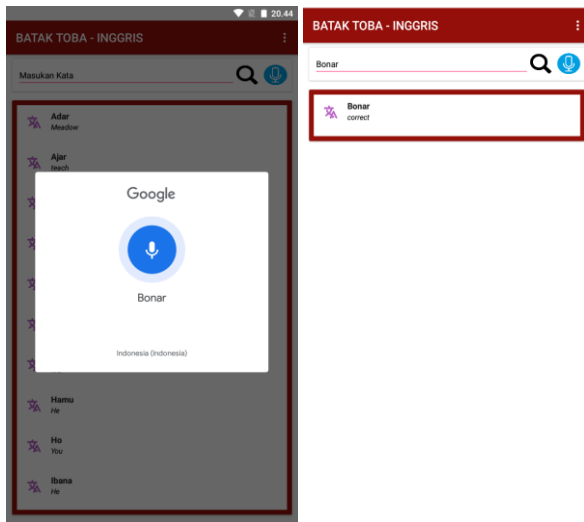 20.44
BATAK TOBA - INGGRIS
Masukan Kata
Adar
Meadow
Ajar
teach
Google
Bonar
Indonesia (Indonesia)
Hamu
He
Ho
You
Ibana
He
BATAK TOBA - INGGRIS
Bonar
Bonar
correct